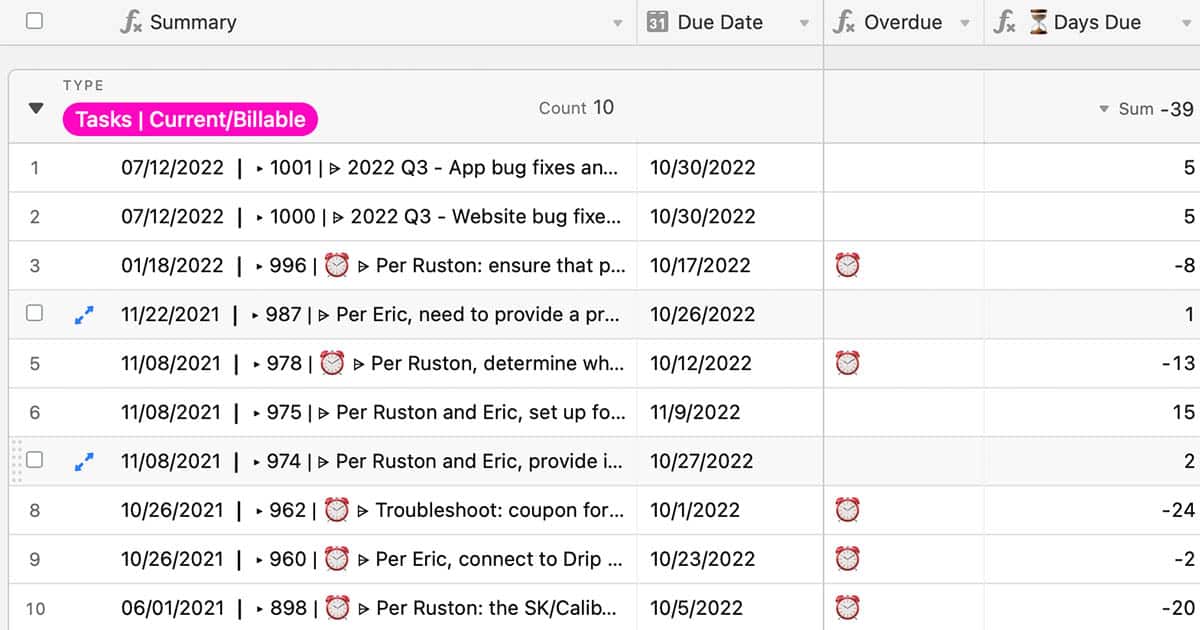 Summary Due Date Overdue ⏳Days Due
TYPE
Tasks | Current/Billable Count 10 Sum -39
1 07/12/2022 | ‣ 1001 | ⩥ 2022 Q3 - App bug fixes an... 10/30/2022 5
2 07/12/2022 | ‣ 1000 | ⩥ 2022 Q3 - Website bug fixe... 10/30/2022 5
3 01/18/2022 | ‣ 996 | ⏰ ⩥ Per Ruston: ensure that p... 10/17/2022 ⏰ -8
11/22/2021 | ‣ 987 | ⩥ Per Eric, need to provide a pr... 10/26/2022 1
5 11/08/2021 | ‣ 978 | ⏰ ⩥ Per Ruston, determine wh... 10/12/2022 ⏰ -13
6 11/08/2021 | ‣ 975 | ⩥ Per Ruston and Eric, set up fo... 11/9/2022 15
11/08/2021 | ‣ 974 | ⩥ Per Ruston and Eric, provide i... 10/27/2022 2
8 10/26/2021 | ‣ 962 | ⏰ ⩥ Troubleshoot: coupon for... 10/1/2022 ⏰ -24
9 10/26/2021 | ‣ 960 | ⏰ ⩥ Per Eric, connect to Drip ... 10/23/2022 ⏰ -2
10 06/01/2021 | ‣ 898 | ⏰ ⩥ Per Ruston: the SK/Calib... 10/5/2022 ⏰ -20